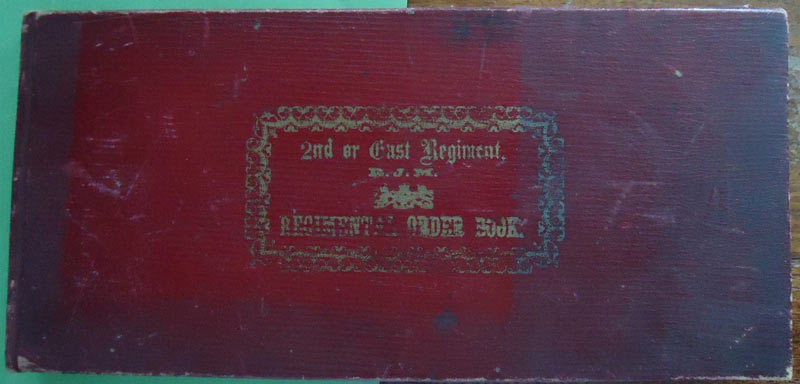 2nd or East Regiment,
R. J. M.
REGIMENTAL ORDER BOOK.